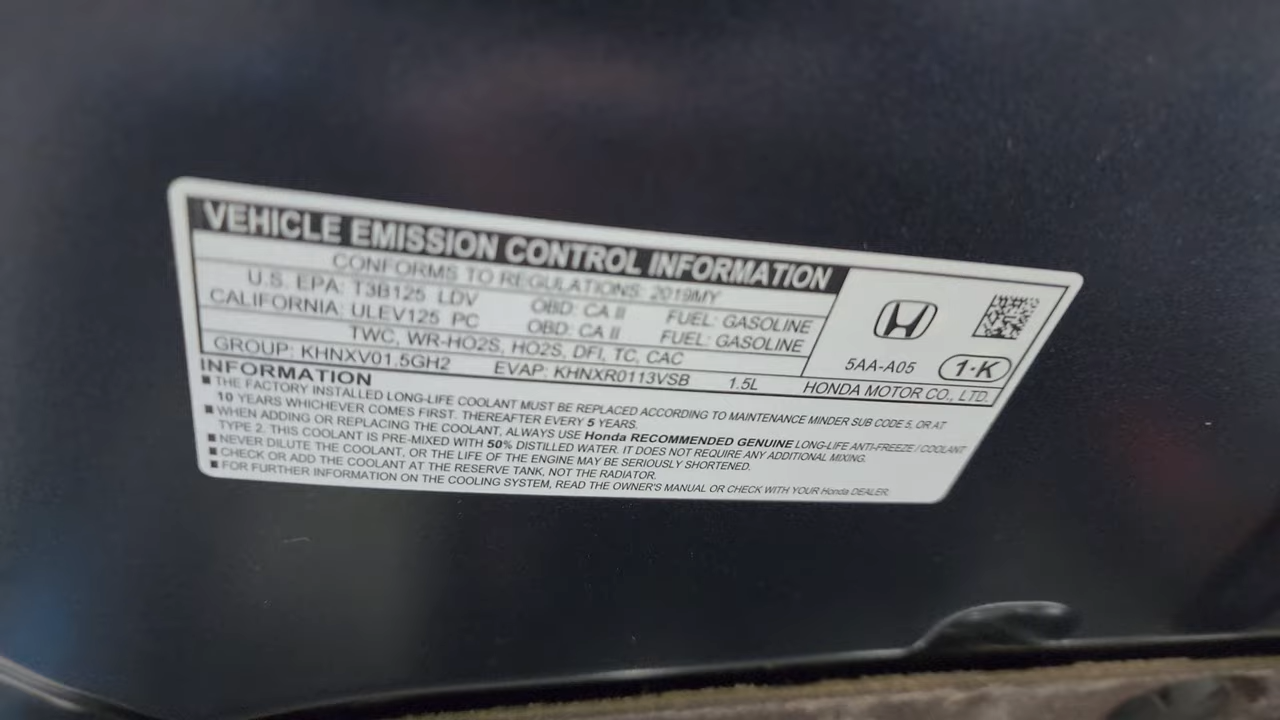 VEHICLE EMISSION CONTROL INFORMATION
CONFORMS TO REGULATIONS: 2019MY
U.S. EPA: T3B125 LDV OBD: CA II FUEL: GASOLINE
CALIFORNIA: ULEV125 PC OBD: CA II FUEL: GASOLINE
TWC, WR-HO2S, HO2S, DFI, TC, CAC
GROUP: KHNXV01.5GH2 EVAP: KHNXR0113VSB 1.5L
5AA-A05 1·K
HONDA MOTOR CO., LTD.
INFORMATION
■ THE FACTORY INSTALLED LONG-LIFE COOLANT MUST BE REPLACED ACCORDING TO MAINTENANCE MINDER SUB CODE 5, OR AT
10 YEARS WHICHEVER COMES FIRST. THEREAFTER EVERY 5 YEARS.
■ WHEN ADDING OR REPLACING THE COOLANT, ALWAYS USE Honda RECOMMENDED GENUINE LONG-LIFE ANTI-FREEZE / COOLANT
TYPE 2. THIS COOLANT IS PRE-MIXED WITH 50% DISTILLED WATER. IT DOES NOT REQUIRE ANY ADDITIONAL MIXING.
■ NEVER DILUTE THE COOLANT, OR THE LIFE OF THE ENGINE MAY BE SERIOUSLY SHORTENED.
■ CHECK OR ADD THE COOLANT AT THE RESERVE TANK, NOT THE RADIATOR.
■ FOR FURTHER INFORMATION ON THE COOLING SYSTEM, READ THE OWNER'S MANUAL OR CHECK WITH YOUR Honda DEALER.